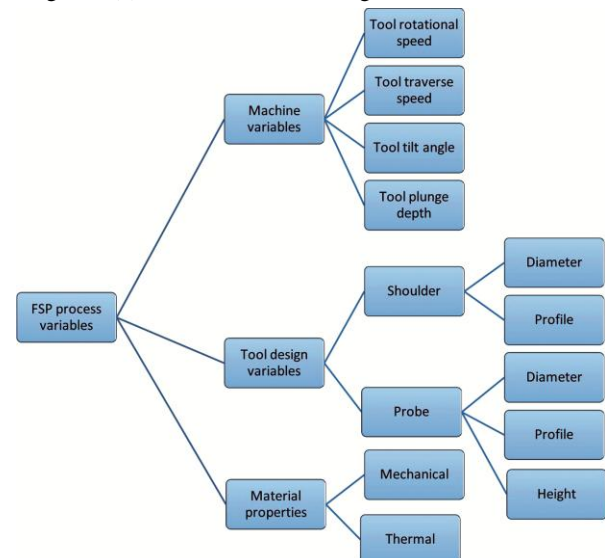 Tool rotational
speed
Tool traverse
speed
Machine
variables
Tool tilt angle
Tool plunge
depth
Diameter
Shoulder
FSP process
variables
Profile
Tool design
variables
Diameter
Probe
Profile
Mechanical
Height
Material
properties
Thermal